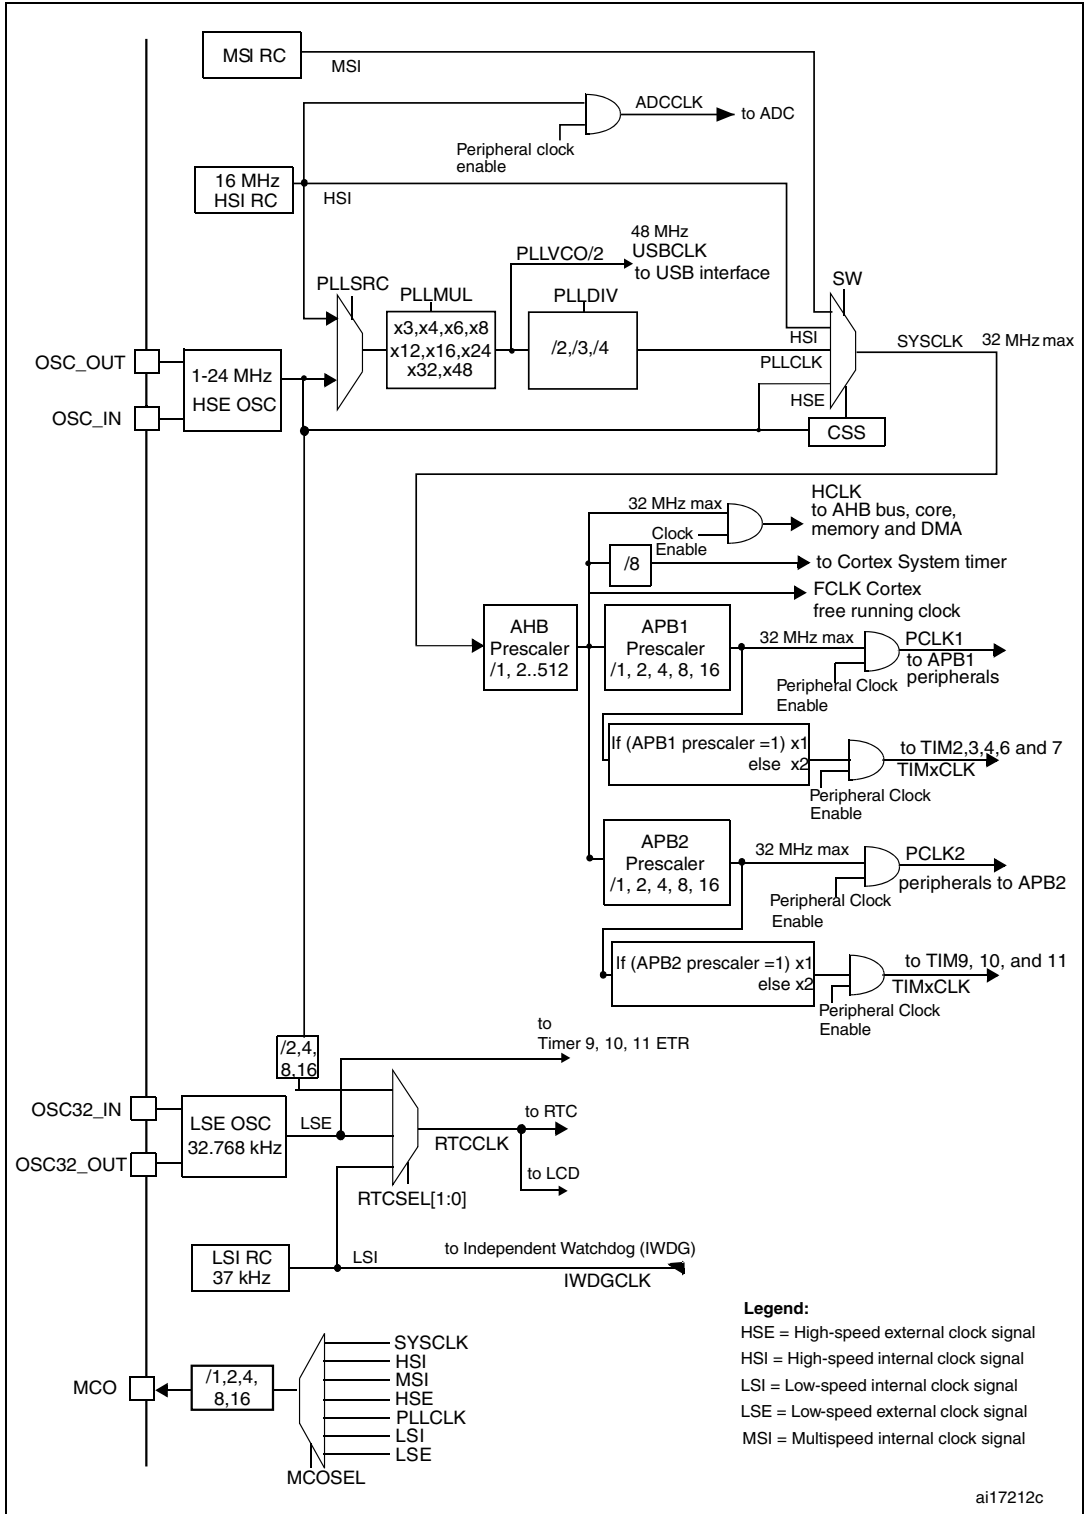 MSI RC
MSI
ADCCLK
to ADC
Peripheral clock
enable
16 MHz
HSI RC
HSI
48 MHz
USBCLK
to USB interface
PLLVCO/2
PLLSRC
PLLMUL
PLLDIV
SW
x3,x4,x6,x8
x12,x16,x24
x32,x48
/2,/3,/4
HSI
PLLCLK
HSE
SYSCLK
32 MHz max
OSC_OUT
OSC_IN
1-24 MHz
HSE OSC
CSS
32 MHz max
Clock
Enable
HCLK
to AHB bus, core,
memory and DMA
/8
to Cortex System timer
FCLK Cortex
free running clock
AHB
Prescaler
/1, 2..512
APB1
Prescaler
/1, 2, 4, 8, 16
32 MHz max
PCLK1
to APB1
peripherals
Peripheral Clock
Enable
If (APB1 prescaler =1) x1
else x2
to TIM2,3,4,6 and 7
TIMxCLK
Peripheral Clock
Enable
APB2
Prescaler
/1, 2, 4, 8, 16
32 MHz max
PCLK2
peripherals to APB2
Peripheral Clock
Enable
If (APB2 prescaler =1) x1
else x2
to TIM9, 10, and 11
TIMxCLK
Peripheral Clock
Enable
/2,4,
8,16
to
Timer 9, 10, 11 ETR
OSC32_IN
OSC32_OUT
LSE OSC
32.768 kHz
LSE
RTCCLK
to RTC
to LCD
RTCSEL[1:0]
LSI RC
37 kHz
LSI
to Independent Watchdog (IWDG)
IWDGCLK
MCO
/1,2,4,
8,16
SYSCLK
HSI
MSI
HSE
PLLCLK
LSI
LSE
MCOSEL
Legend:
HSE = High-speed external clock signal
HSI = High-speed internal clock signal
LSI = Low-speed internal clock signal
LSE = Low-speed external clock signal
MSI = Multispeed internal clock signal
ai17212c